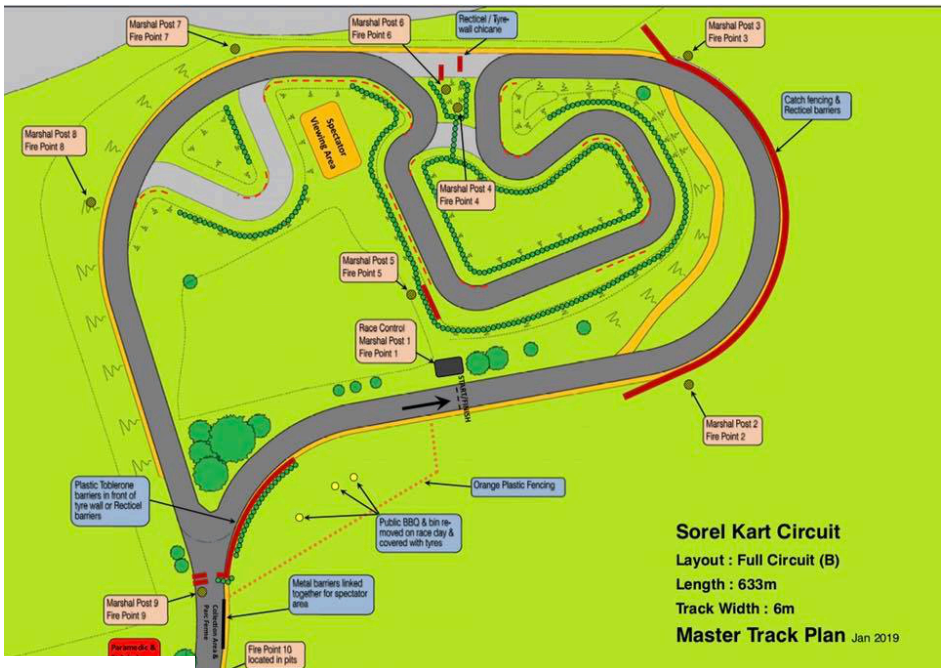 Marshal Post 7
Fire Point 7
Marshal Post 6
Fire Point 6
Recticel / Tyre-
wall chicane
Marshal Post 3
Fire Point 3
Catch fencing &
Recticel barriers
Spectator
Viewing Area
Marshal Post 8
Fire Point 8
Marshal Post 4
Fire Point 4
Marshal Post 5
Fire Point 5
Race Control
Marshal Post 1
Fire Point 1
START/FINISH
Marshal Post 2
Fire Point 2
Plastic Toblerone
barriers in front of
tyre wall or Recticel
barriers
Orange Plastic Fencing
Public BBQ & bin re-
moved on race day &
covered with tyres
Sorel Kart Circuit
Layout : Full Circuit (B)
Length : 633m
Track Width : 6m
Master Track Plan Jan 2019
Metal barriers linked
together for spectator
area
Marshal Post 9
Fire Point 9
Collection Area &
Parc Ferme
Paramedic &
Fire Point 10
located in pits